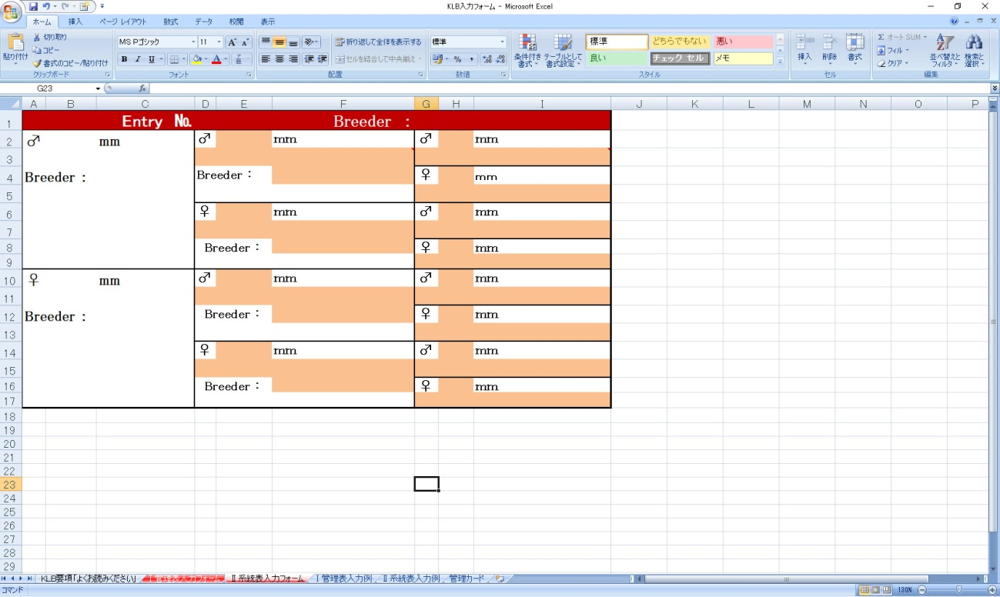 KLB入力フォーム - Microsoft Excel
ホーム 挿入 ページ レイアウト 数式 データ 校閲 表示
貼り付け 切り取り コピー 書式のコピー/貼り付け クリップボード
MS Pゴシック 11 B I U フォント
折り返して全体を表示する セルを結合して中央揃え 配置
標準 % , 数値
条件付き書式 テーブルとして書式設定 標準 どちらでもない 悪い 良い チェック セル メモ スタイル
挿入 削除 書式 セル
Σ オート SUM フィル クリア 並べ替えとフィルタ 検索と選択 編集
G23 fx
A B C D E F G H I J K L M N O P
1 Entry №. Breeder :
2 ♂ mm ♂ mm ♂ mm
3
4 Breeder : Breeder : ♀ mm
5
6 ♀ mm ♂ mm
7
8 Breeder : ♀ mm
9
10 ♀ mm ♂ mm ♂ mm
11
12 Breeder : Breeder : ♀ mm
13
14 ♀ mm ♂ mm
15
16 Breeder : ♀ mm
17
18
19
20
21
22
23
24
25
26
27
28
29
KLB要項「よくお読みください」 Ⅰ管理表入力フォーム Ⅱ系統表入力フォーム Ⅰ管理表入力例 Ⅱ系統表入力例 管理カード
コマンド 130%